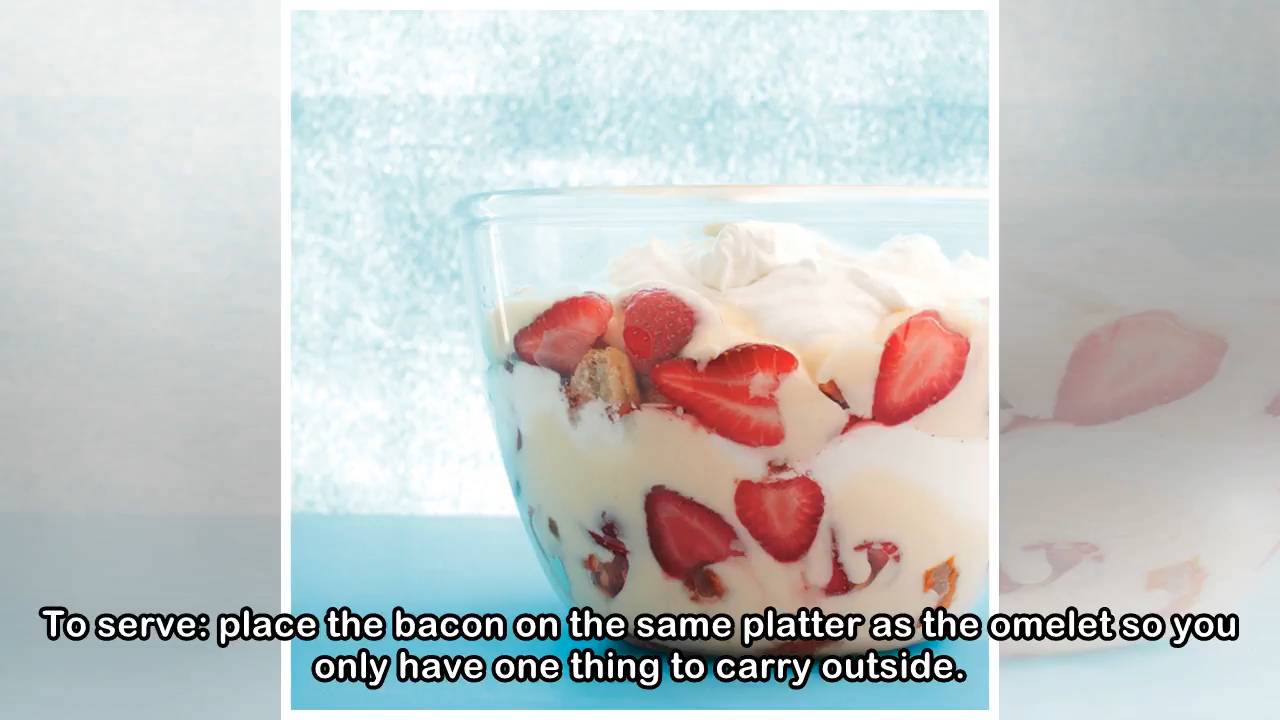 To serve: place the bacon on the same platter as the omelet so you
only have one thing to carry outside.